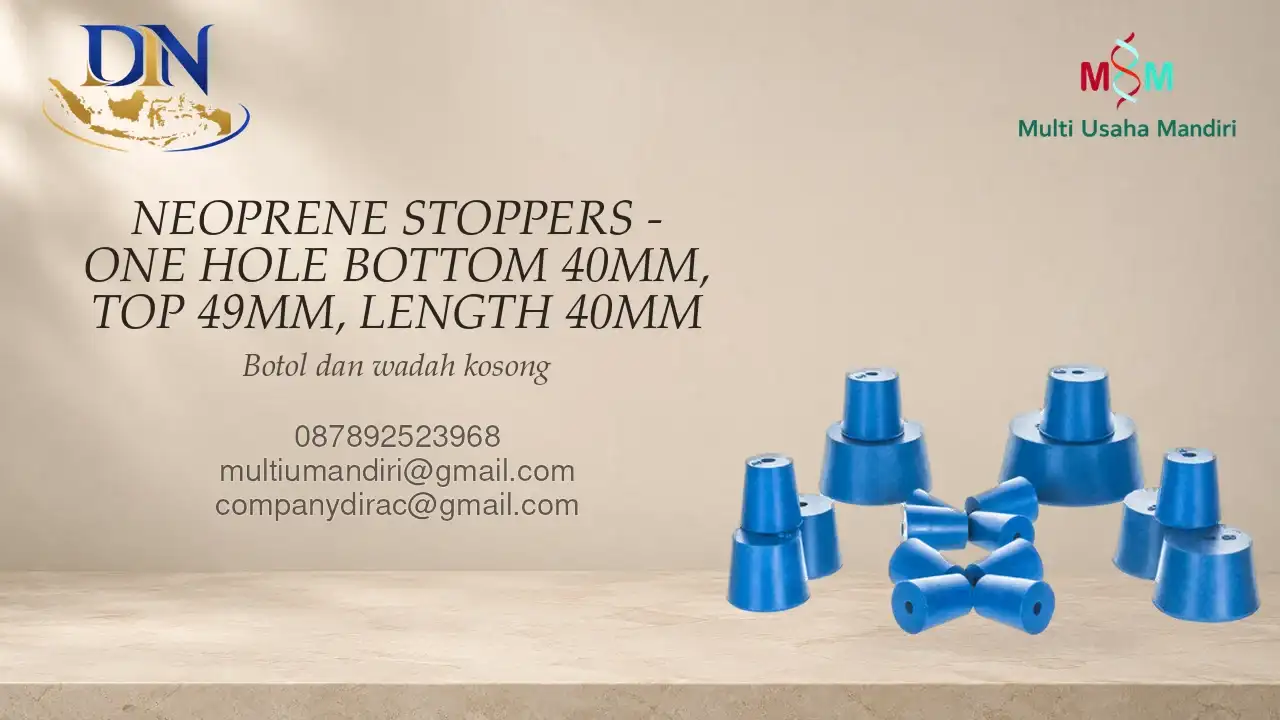 DIN
MSM
Multi Usaha Mandiri
NEOPRENE STOPPERS -
ONE HOLE BOTTOM 40MM,
TOP 49MM, LENGTH 40MM
Botol dan wadah kosong
087892523968
multiumandiri@gmail.com
companydirac@gmail.com